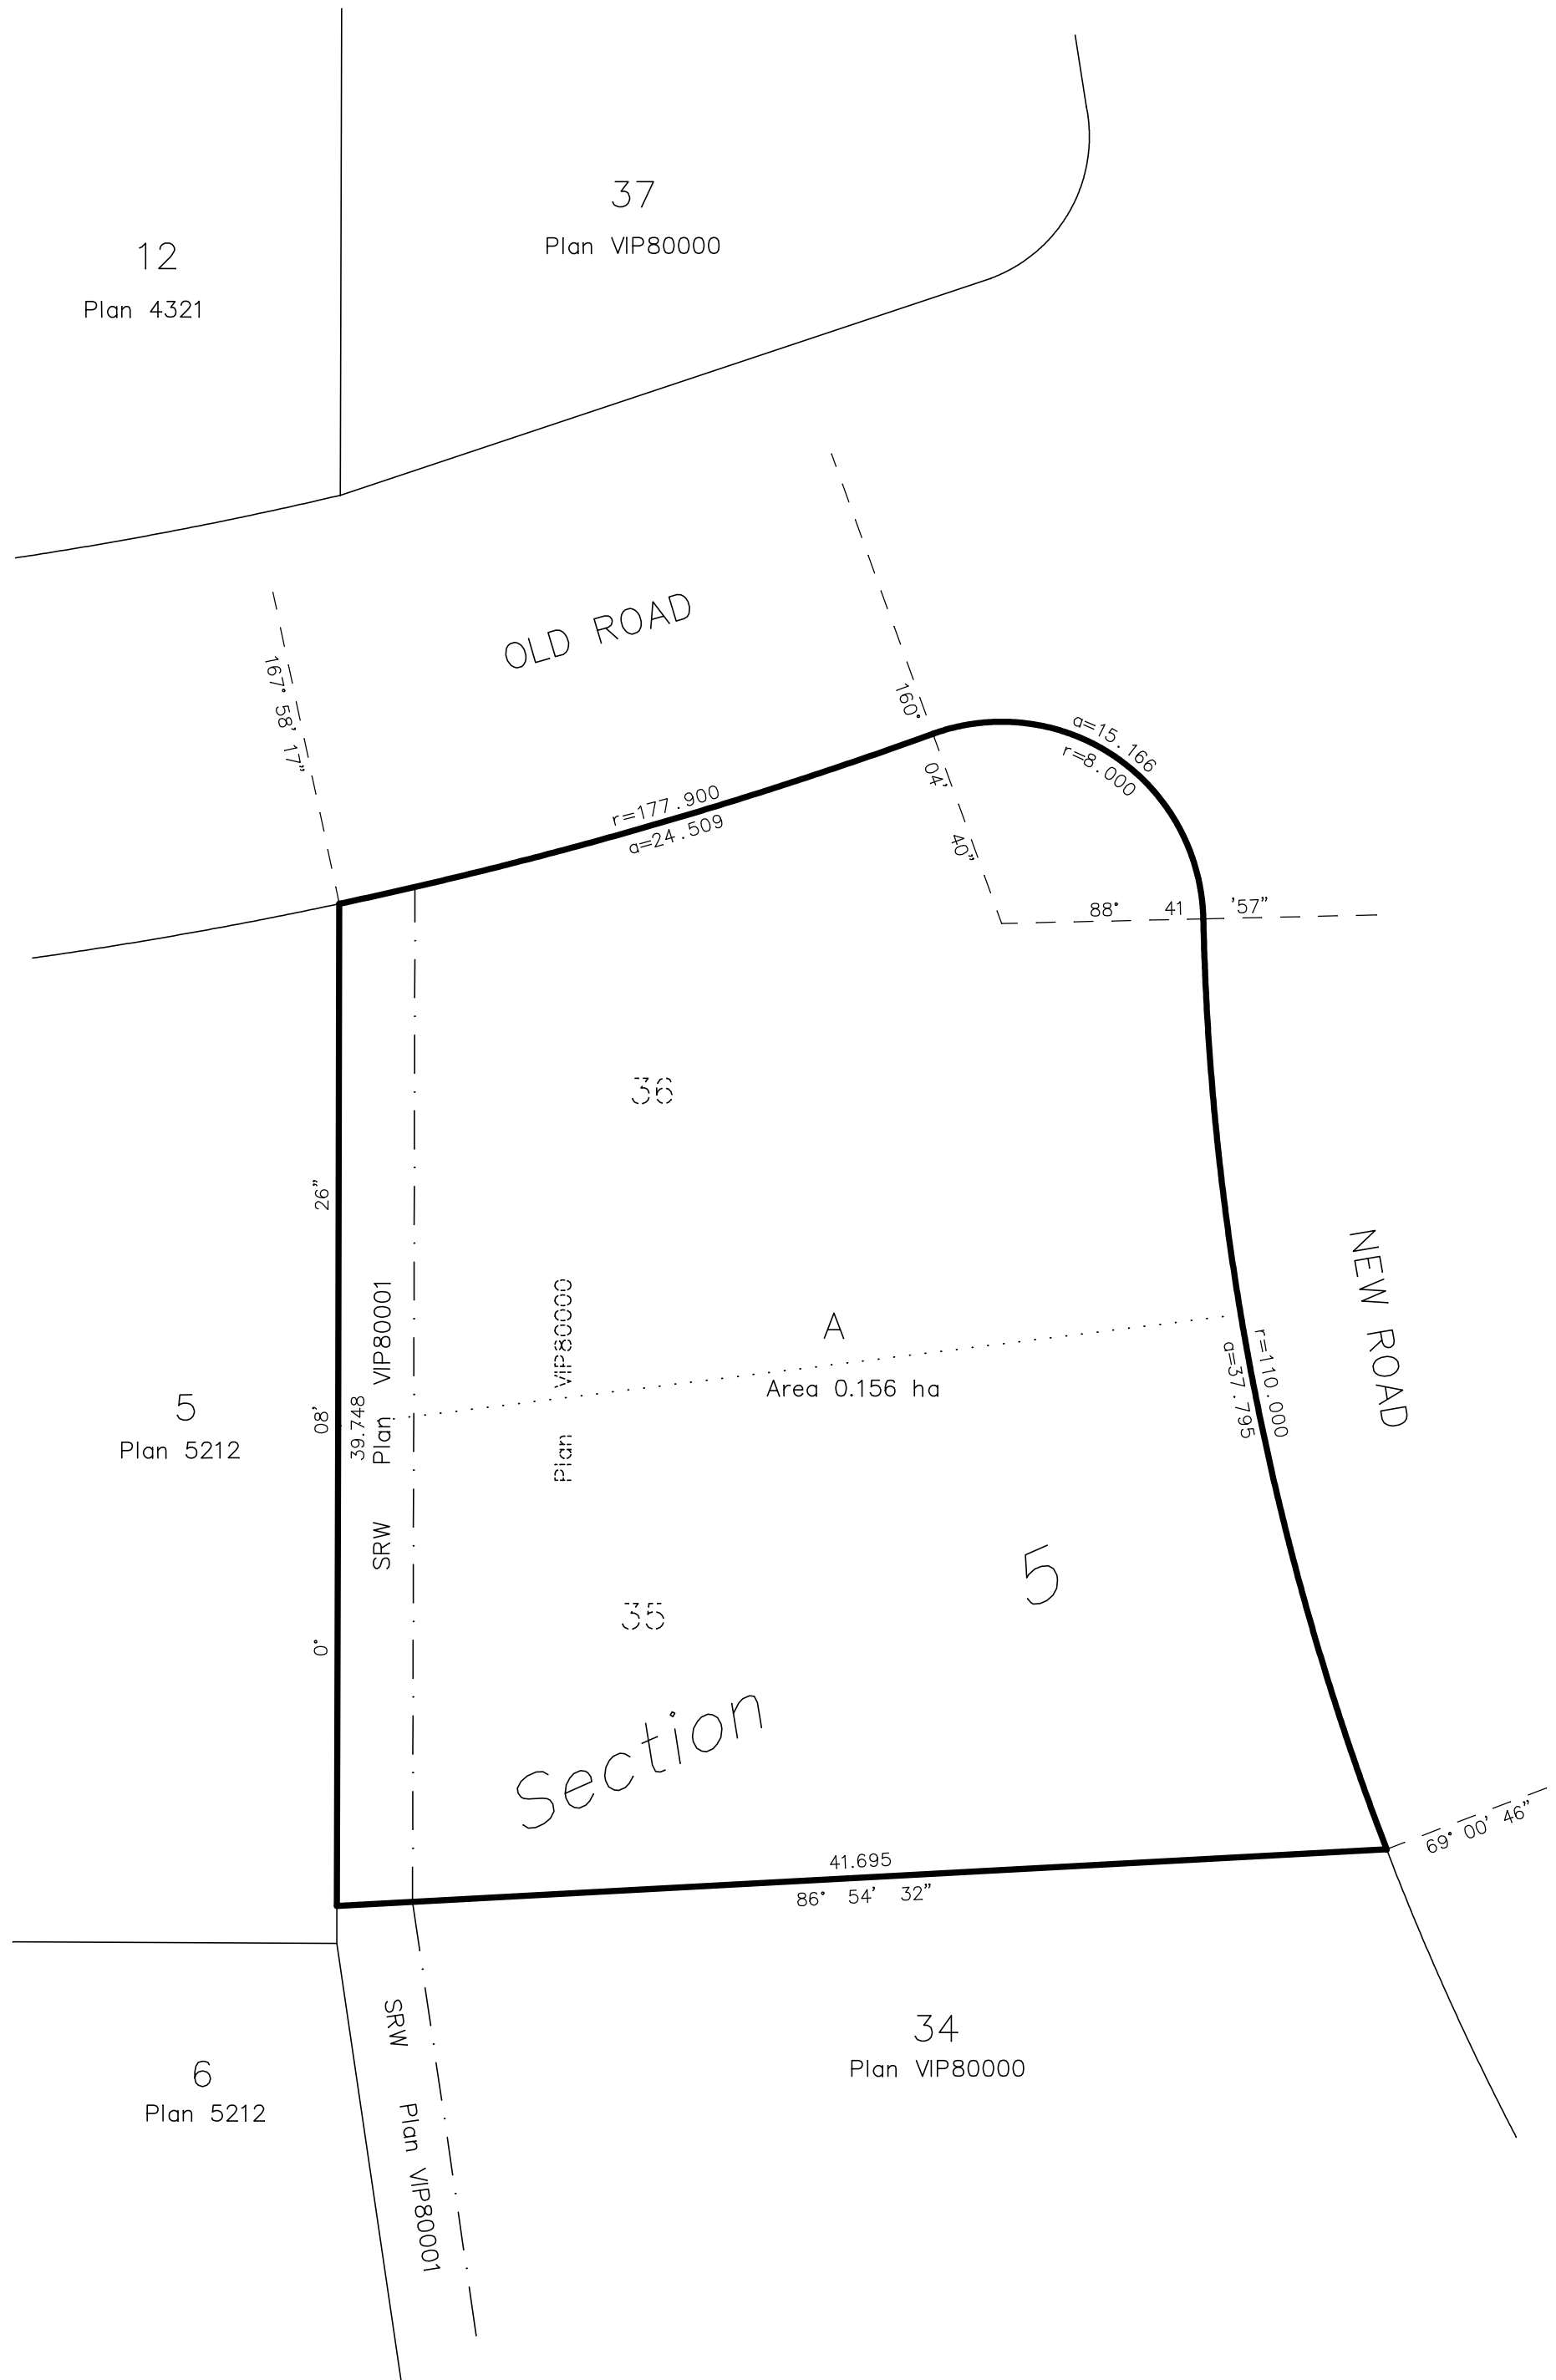 37
Plan VIP80000
12
Plan 4321
OLD ROAD
167° 58' 17"
160° 04' 40"
a=15.166
r=8.000
r=177.900
a=24.509
88° 41 '57"
36
0° 08' 26"
39.748
SRW Plan VIP80001
Plan VIP80000
A
Area 0.156 ha
NEW ROAD
r=110.000
a=37.795
5
Plan 5212
35
Section 5
41.695
86° 54' 32"
69° 00' 46"
34
Plan VIP80000
6
Plan 5212
SRW Plan VIP80001